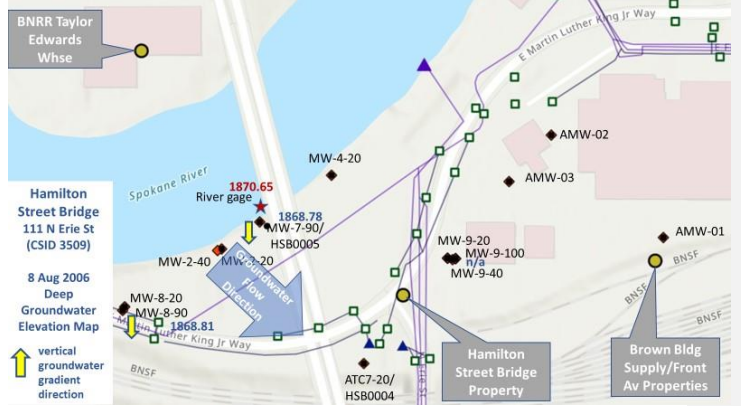 BNRR Taylor
Edwards
Whse
E Martin Luther King Jr Way
AMW-02
MW-4-20
AMW-03
Spokane River
1870.65
River gage
1868.78
MW-7-90/
HSB0005
Hamilton
Street Bridge
111 N Erie St
(CSID 3509)
8 Aug 2006
Deep
Groundwater
Elevation Map
vertical
groundwater
gradient
direction
MW-2-40
Groundwater
Flow
Direction
MW-9-20
MW-9-100
n/a
MW-9-40
AMW-01
BNSF
BNSF
MW-8-20
MW-8-90
1868.81
Martin Luther King Jr Way
BNSF
ATC7-20/
HSB0004
Hamilton
Street Bridge
Property
Brown Bldg
Supply/Front
Av Properties